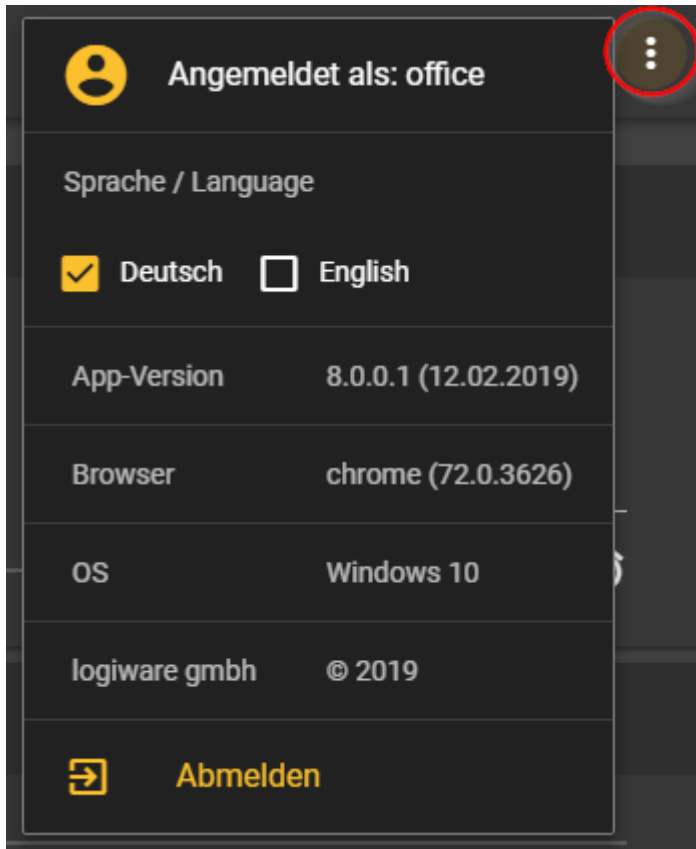 Angemeldet als: office
Sprache / Language
Deutsch English
App-Version 8.0.0.1 (12.02.2019)
Browser chrome (72.0.3626)
OS Windows 10
logiware gmbh © 2019
Abmelden